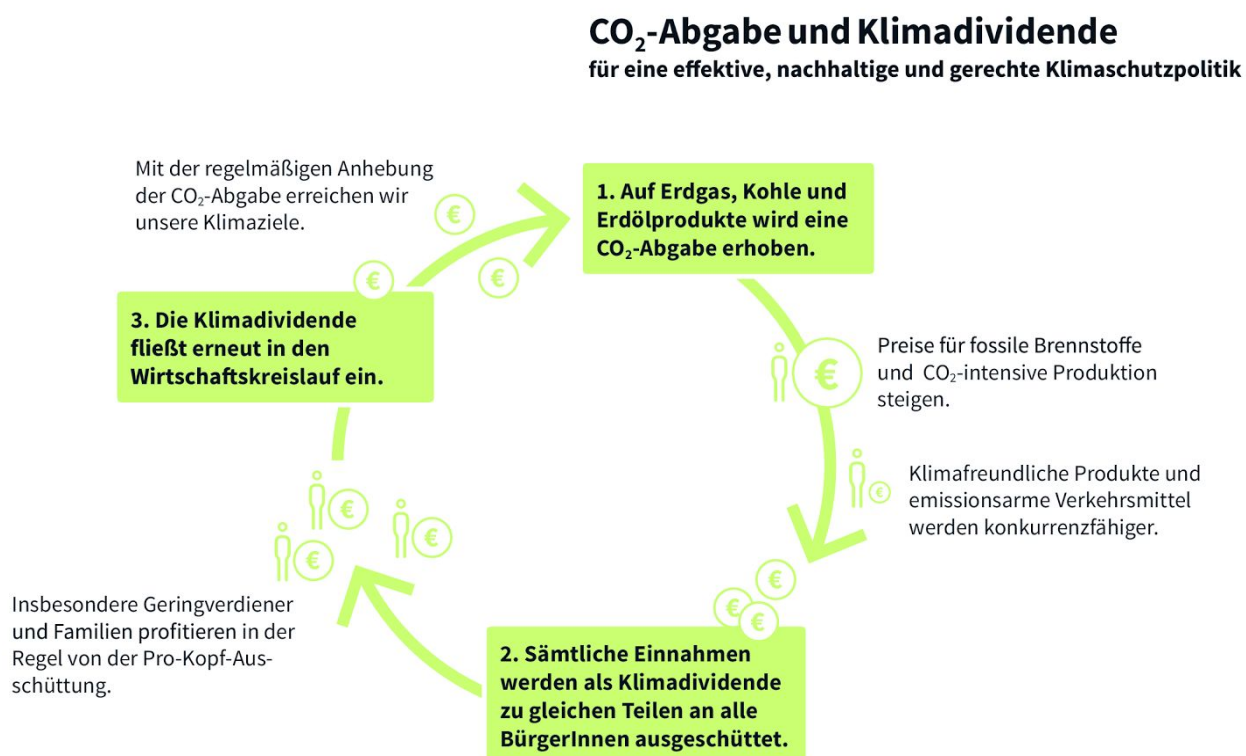 CO₂-Abgabe und Klimadividende
für eine effektive, nachhaltige und gerechte Klimaschutzpolitik
Mit der regelmäßigen Anhebung
der CO₂-Abgabe erreichen wir
unsere Klimaziele.
1. Auf Erdgas, Kohle und
Erdölprodukte wird eine
CO₂-Abgabe erhoben.
€
€
€
3. Die Klimadividende
fließt erneut in den
Wirtschaftskreislauf ein.
€
Preise für fossile Brennstoffe
und CO₂-intensive Produktion
steigen.
€
Klimafreundliche Produkte und
emissionsarme Verkehrsmittel
werden konkurrenzfähiger.
€
€
€
€
€
€
Insbesondere Geringverdiener
und Familien profitieren in der
Regel von der Pro-Kopf-Aus-
schüttung.
2. Sämtliche Einnahmen
werden als Klimadividende
zu gleichen Teilen an alle
BürgerInnen ausgeschüttet.